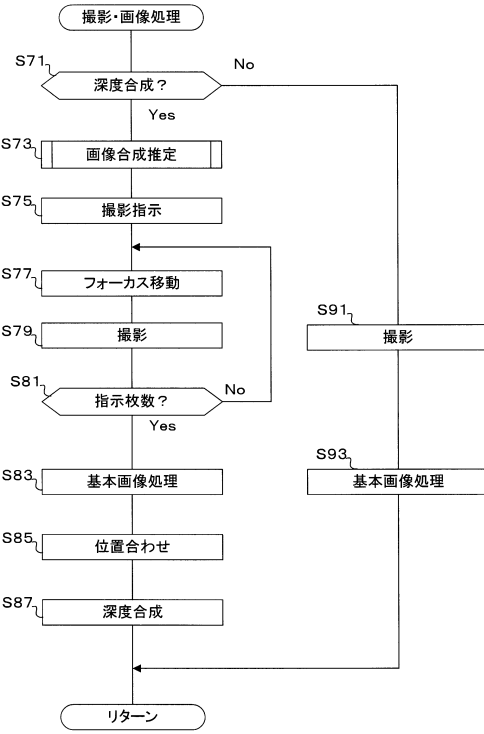 撮影・画像処理
S71
深度合成？
No
Yes
S73
画像合成推定
S75
撮影指示
S77
フォーカス移動
S79
撮影
S91
撮影
S81
指示枚数？
No
Yes
S83
基本画像処理
S93
基本画像処理
S85
位置合わせ
S87
深度合成
リターン